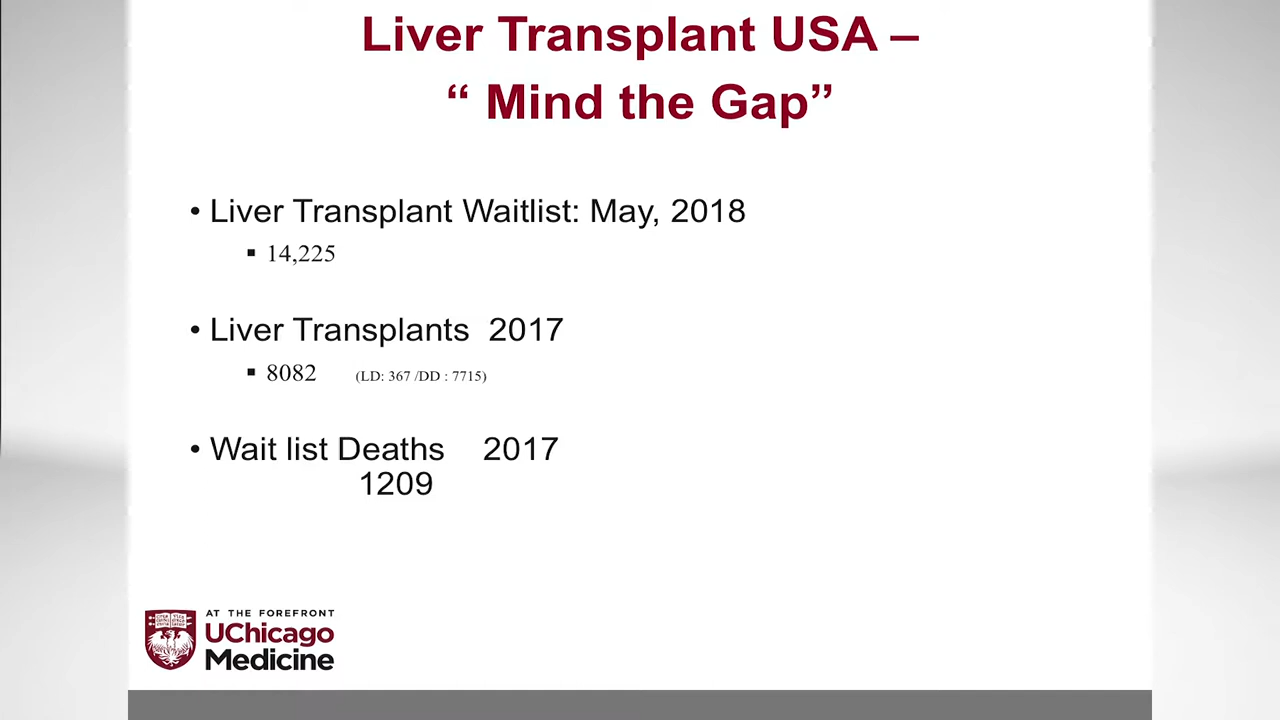 Liver Transplant USA –
“ Mind the Gap”
• Liver Transplant Waitlist: May, 2018
▪ 14,225
• Liver Transplants 2017
▪ 8082 (LD: 367 /DD : 7715)
• Wait list Deaths 2017
1209
AT THE FOREFRONT
UChicago
Medicine